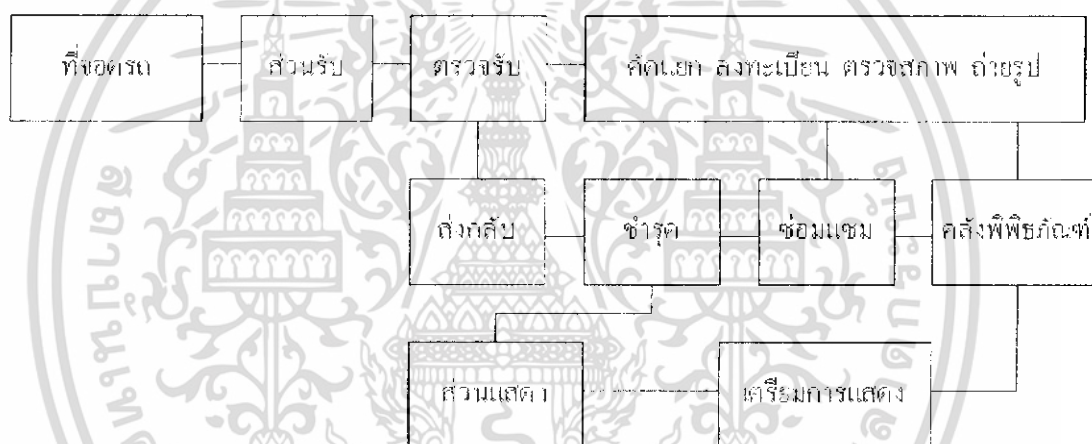 ที่จอดรถ ส่วนรับ ตรวจรับ คัดแยก ลงทะเบียน ตรวจสภาพ ถ่ายรูป
ส่งกลับ ชำรุด ซ่อมแซม คลังพิพิธภัณฑ์
ส่วนแสดง เตรียมการแสดง